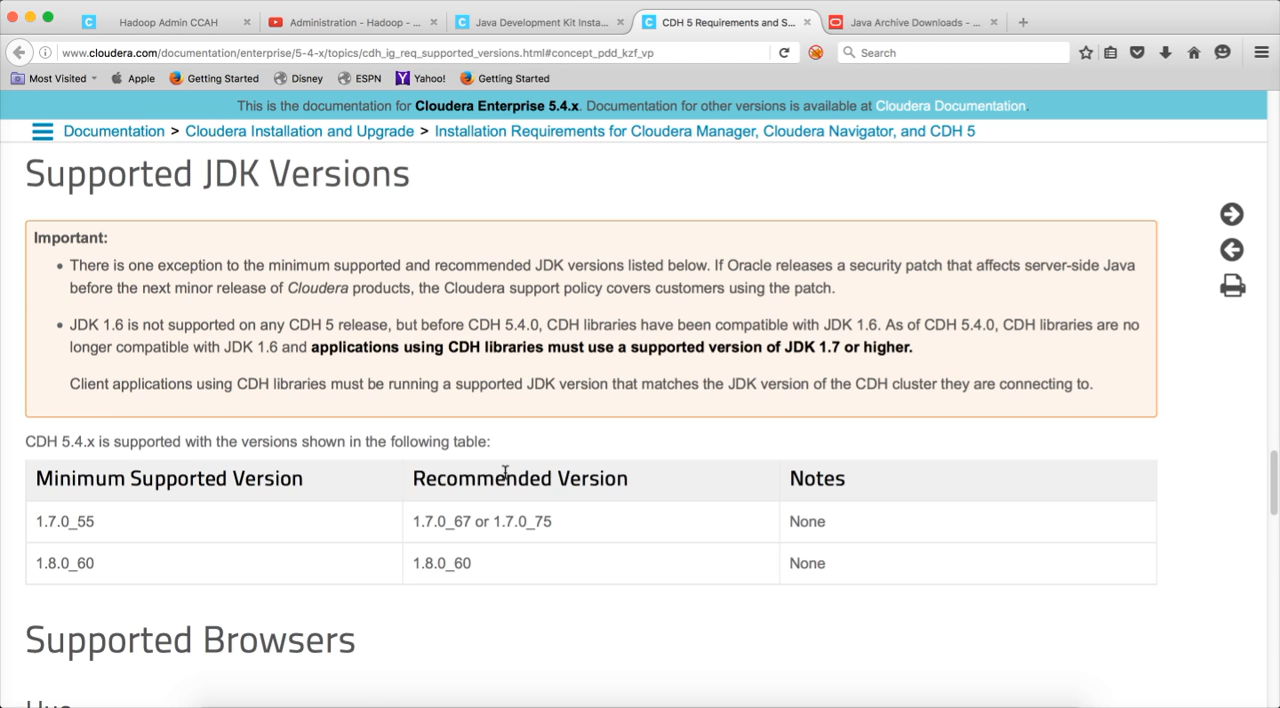 Hadoop Admin CCAH
Administration - Hadoop - ...
Java Development Kit Insta...
CDH 5 Requirements and S...
Java Archive Downloads - ...
www.cloudera.com/documentation/enterprise/5-4-x/topics/cdh_ig_req_supported_versions.html#concept_pdd_kzf_vp
Search
Most Visited
Apple
Getting Started
Disney
ESPN
Yahoo!
Getting Started
This is the documentation for Cloudera Enterprise 5.4.x. Documentation for other versions is available at Cloudera Documentation.
Documentation > Cloudera Installation and Upgrade > Installation Requirements for Cloudera Manager, Cloudera Navigator, and CDH 5
Supported JDK Versions
Important:
• There is one exception to the minimum supported and recommended JDK versions listed below. If Oracle releases a security patch that affects server-side Java
before the next minor release of Cloudera products, the Cloudera support policy covers customers using the patch.
• JDK 1.6 is not supported on any CDH 5 release, but before CDH 5.4.0, CDH libraries have been compatible with JDK 1.6. As of CDH 5.4.0, CDH libraries are no
longer compatible with JDK 1.6 and applications using CDH libraries must use a supported version of JDK 1.7 or higher.
Client applications using CDH libraries must be running a supported JDK version that matches the JDK version of the CDH cluster they are connecting to.
CDH 5.4.x is supported with the versions shown in the following table:
Minimum Supported Version Recommended Version Notes
1.7.0_55 1.7.0_67 or 1.7.0_75 None
1.8.0_60 1.8.0_60 None
Supported Browsers
Hue